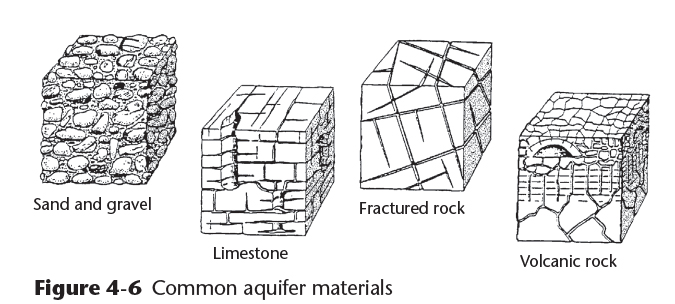 Sand and gravel
Limestone
Fractured rock
Volcanic rock
Figure 4-6 Common aquifer materials